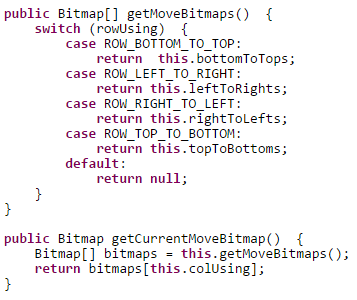 public Bitmap[] getMoveBitmaps()  {
    switch (rowUsing)  {
        case ROW_BOTTOM_TO_TOP:
            return  this.bottomToTops;
        case ROW_LEFT_TO_RIGHT:
            return this.leftToRights;
        case ROW_RIGHT_TO_LEFT:
            return this.rightToLefts;
        case ROW_TOP_TO_BOTTOM:
            return this.topToBottoms;
        default:
            return null;
    }
}

public Bitmap getCurrentMoveBitmap()  {
    Bitmap[] bitmaps = this.getMoveBitmaps();
    return bitmaps[this.colUsing];
}